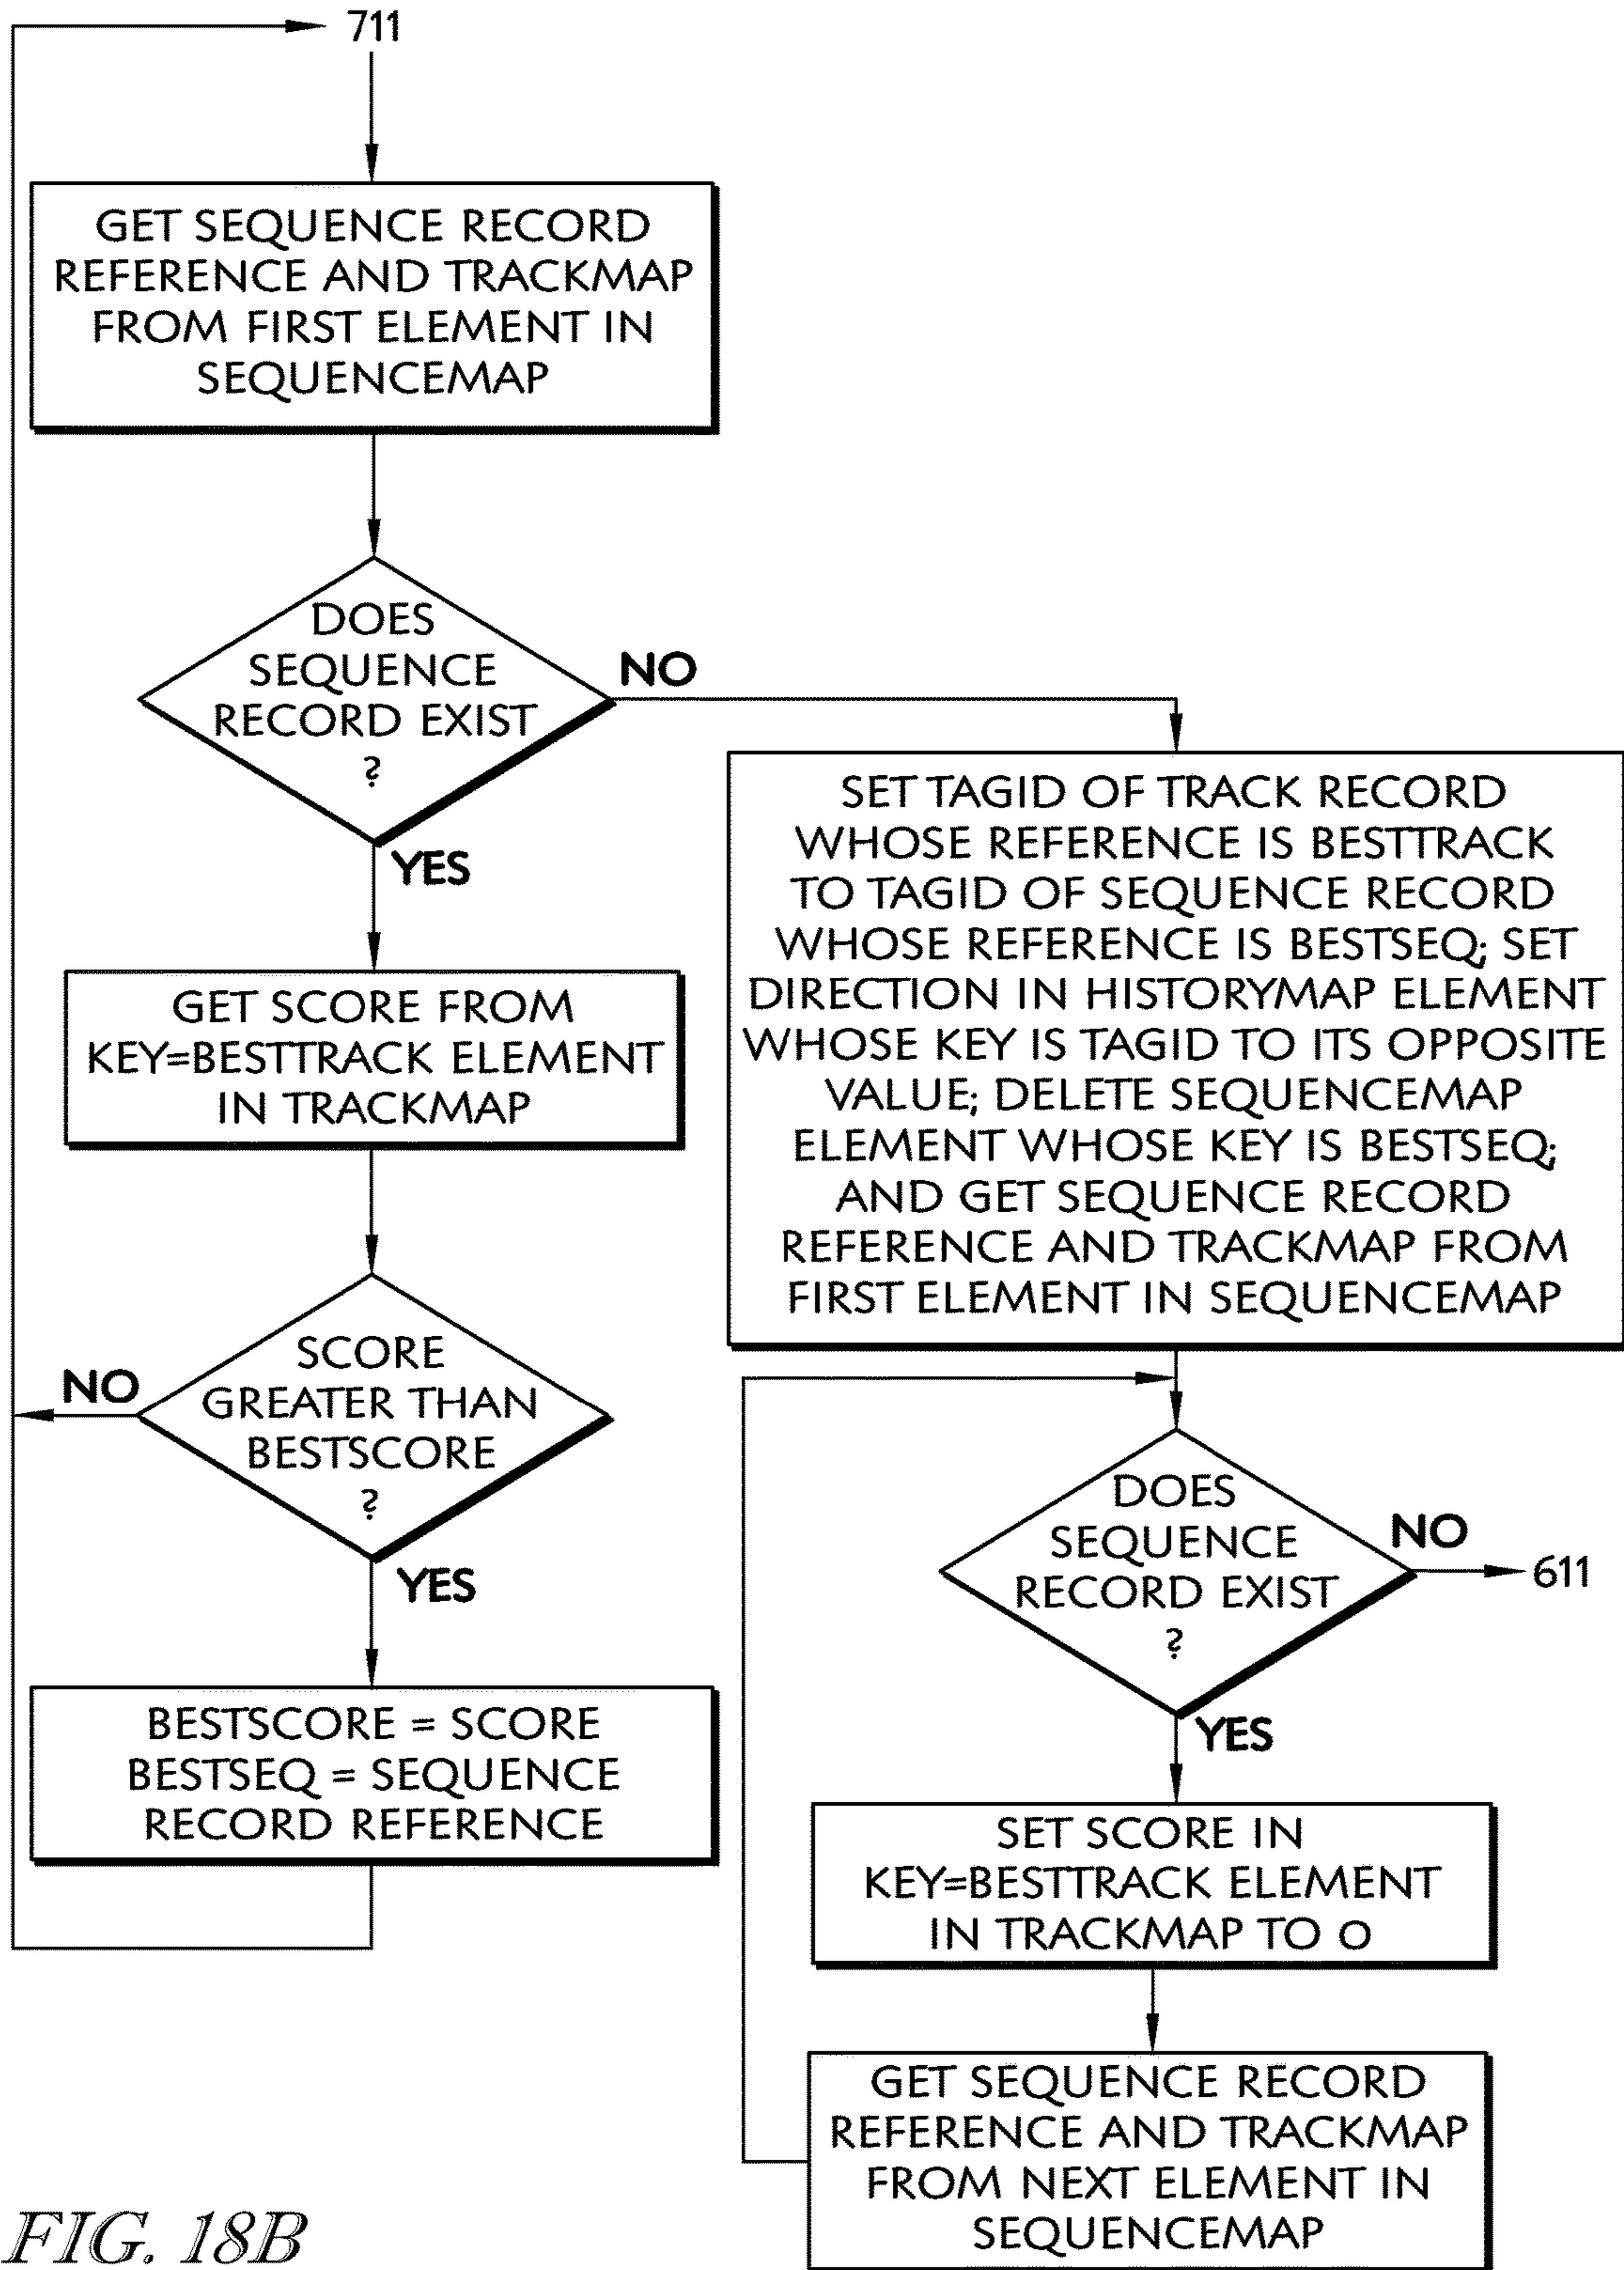 711
GET SEQUENCE RECORD
REFERENCE AND TRACKMAP
FROM FIRST ELEMENT IN
SEQUENCEMAP
DOES
SEQUENCE
RECORD EXIST
?
NO
YES
GET SCORE FROM
KEY=BESTTRACK ELEMENT
IN TRACKMAP
SCORE
GREATER THAN
BESTSCORE
?
NO
YES
BESTSCORE = SCORE
BESTSEQ = SEQUENCE
RECORD REFERENCE
SET TAGID OF TRACK RECORD
WHOSE REFERENCE IS BESTTRACK
TO TAGID OF SEQUENCE RECORD
WHOSE REFERENCE IS BESTSEQ; SET
DIRECTION IN HISTORYMAP ELEMENT
WHOSE KEY IS TAGID TO ITS OPPOSITE
VALUE; DELETE SEQUENCEMAP
ELEMENT WHOSE KEY IS BESTSEQ;
AND GET SEQUENCE RECORD
REFERENCE AND TRACKMAP FROM
FIRST ELEMENT IN SEQUENCEMAP
DOES
SEQUENCE
RECORD EXIST
?
NO
611
YES
SET SCORE IN
KEY=BESTTRACK ELEMENT
IN TRACKMAP TO 0
GET SEQUENCE RECORD
REFERENCE AND TRACKMAP
FROM NEXT ELEMENT IN
SEQUENCEMAP
FIG. 18B